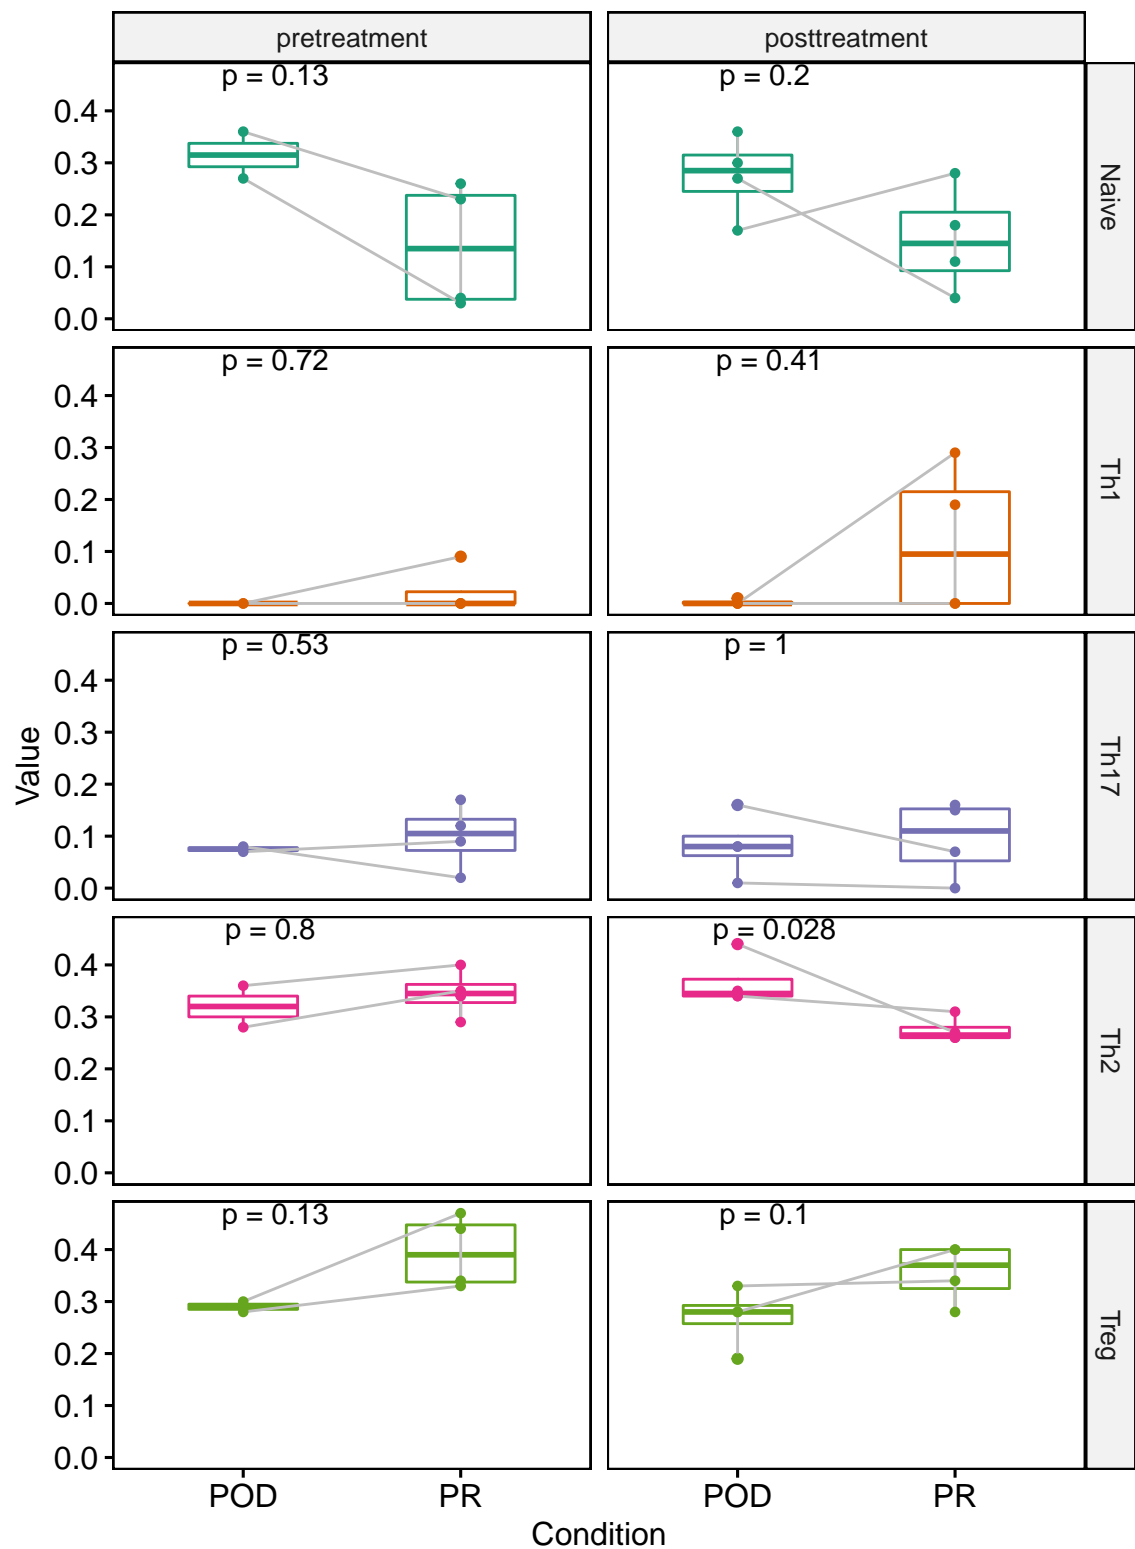 pretreatment
posttreatment
p = 0.13
p = 0.2
0.4
0.3
0.2
0.1
0.0
Naive
p = 0.72
p = 0.41
0.4
0.3
0.2
0.1
0.0
Th1
p = 0.53
p = 1
0.4
0.3
0.2
0.1
0.0
Th17
Value
p = 0.8
p = 0.028
0.4
0.3
0.2
0.1
0.0
Th2
p = 0.13
p = 0.1
0.4
0.3
0.2
0.1
0.0
Treg
POD
PR
POD
PR
Condition